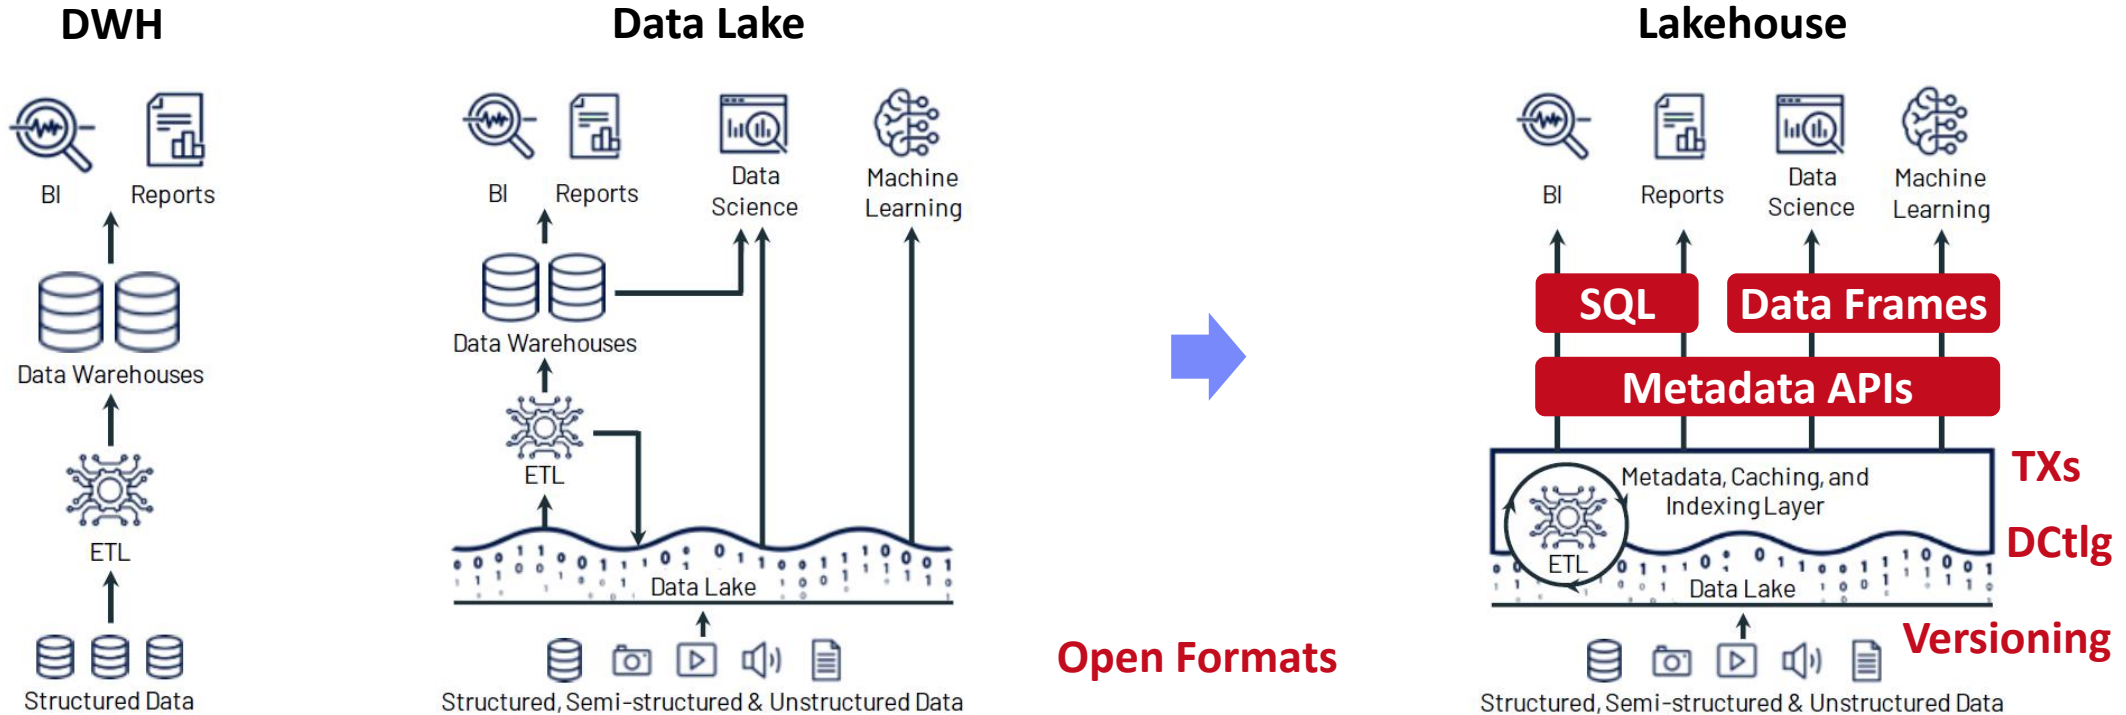 DWH
BI
Reports
Data Warehouses
ETL
Structured Data
Data Lake
BI
Reports
Data
Science
Machine
Learning
Data Warehouses
ETL
Data Lake
Structured, Semi-structured & Unstructured Data
Open Formats
Lakehouse
BI
Reports
Data
Science
Machine
Learning
SQL
Data Frames
Metadata APIs
Metadata, Caching, and
Indexing Layer
ETL
Data Lake
TXs
DCtlg
Versioning
Structured, Semi-structured & Unstructured Data